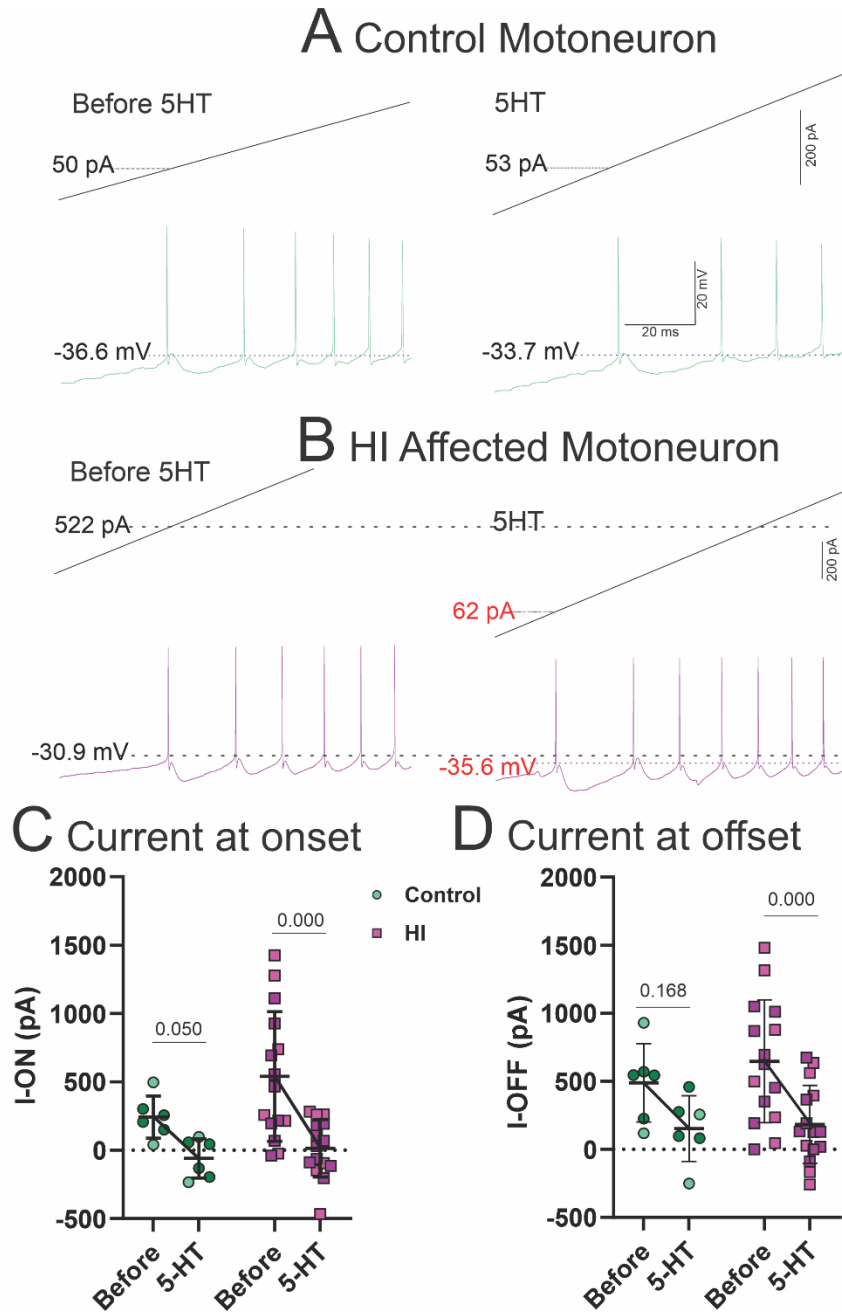 A Control Motoneuron
Before 5HT
5HT
50 pA
53 pA
200 pA
-36.6 mV
-33.7 mV
20 mV
20 ms
B HI Affected Motoneuron
Before 5HT
5HT
522 pA
200 pA
62 pA
-30.9 mV
-35.6 mV
C Current at onset
D Current at offset
I-ON (pA)
2000
1500
1000
500
0
-500
0.050
0.000
Before
5-HT
Before
5-HT
Control
HI
I-OFF (pA)
2000
1500
1000
500
0
-500
0.168
0.000
Before
5-HT
Before
5-HT